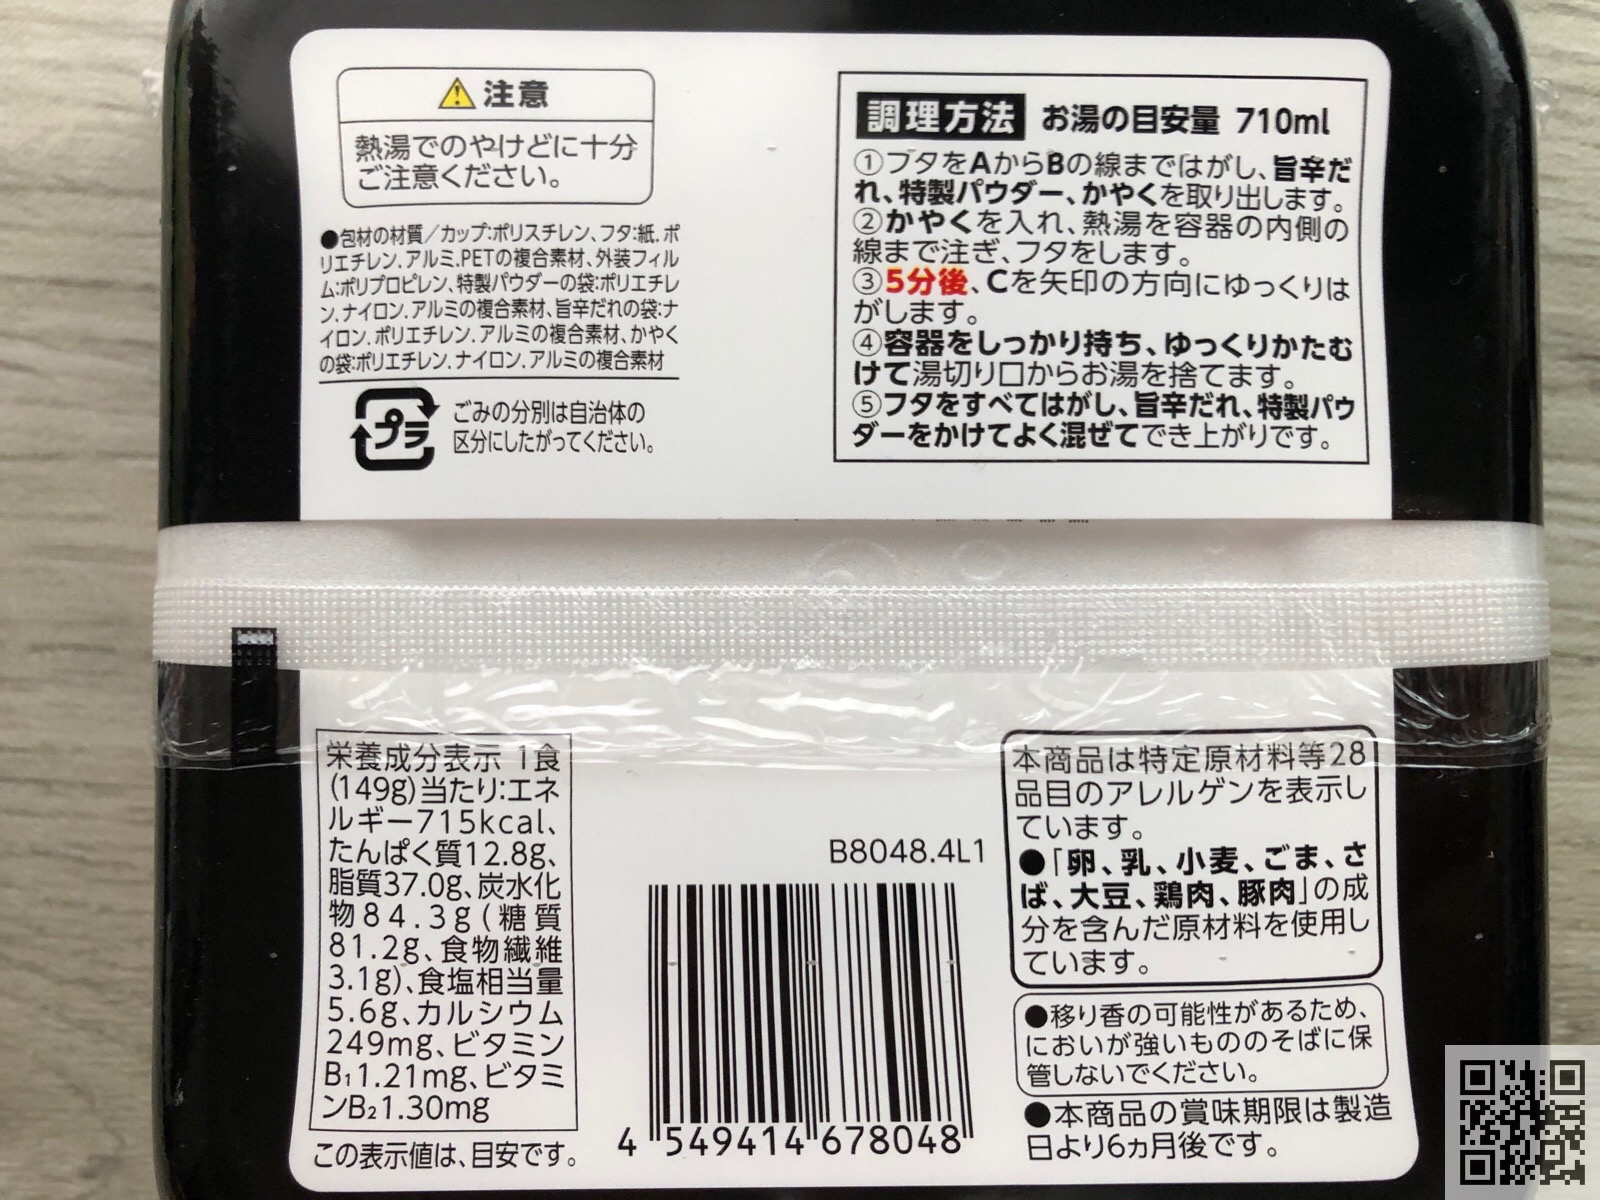 注意
熱湯でのやけどに十分
ご注意ください。
●包材の材質/カップ:ポリスチレン、フタ:紙.ポ
リエチレン.アルミ.PETの複合素材、外装フィル
ム:ポリプロピレン、特製パウダーの袋:ポリエチレ
ン.ナイロン.アルミの複合素材、旨辛だれの袋:ナ
イロン.ポリエチレン.アルミの複合素材、かやく
の袋:ポリエチレン.ナイロン.アルミの複合素材
プラ
ごみの分別は自治体の
区分にしたがってください。
調理方法 お湯の目安量 710ml
①フタをAからBの線まではがし、旨辛だ
れ、特製パウダー、かやくを取り出します。
②かやくを入れ、熱湯を容器の内側の
線まで注ぎ、フタをします。
③5分後、Cを矢印の方向にゆっくりは
がします。
④容器をしっかり持ち、ゆっくりかたむ
けて湯切り口からお湯を捨てます。
⑤フタをすべてはがし、旨辛だれ、特製パウ
ダーをかけてよく混ぜてでき上がりです。
栄養成分表示 1食
(149g)当たり:エネ
ルギー715kcal、
たんぱく質12.8g、
脂質37.0g、炭水化
物84.3g(糖質
81.2g、食物繊維
3.1g)、食塩相当量
5.6g、カルシウム
249mg、ビタミン
B₁1.21mg、ビタミ
ンB₂1.30mg
この表示値は、目安です。
B8048.4L1
4 549414 678048
本商品は特定原材料等28
品目のアレルゲンを表示し
ています。
●「卵、乳、小麦、ごま、さ
ば、大豆、鶏肉、豚肉」の成
分を含んだ原材料を使用し
ています。
●移り香の可能性があるため、
においが強いもののそばに保
管しないでください。
●本商品の賞味期限は製造
日より6ヵ月後です。